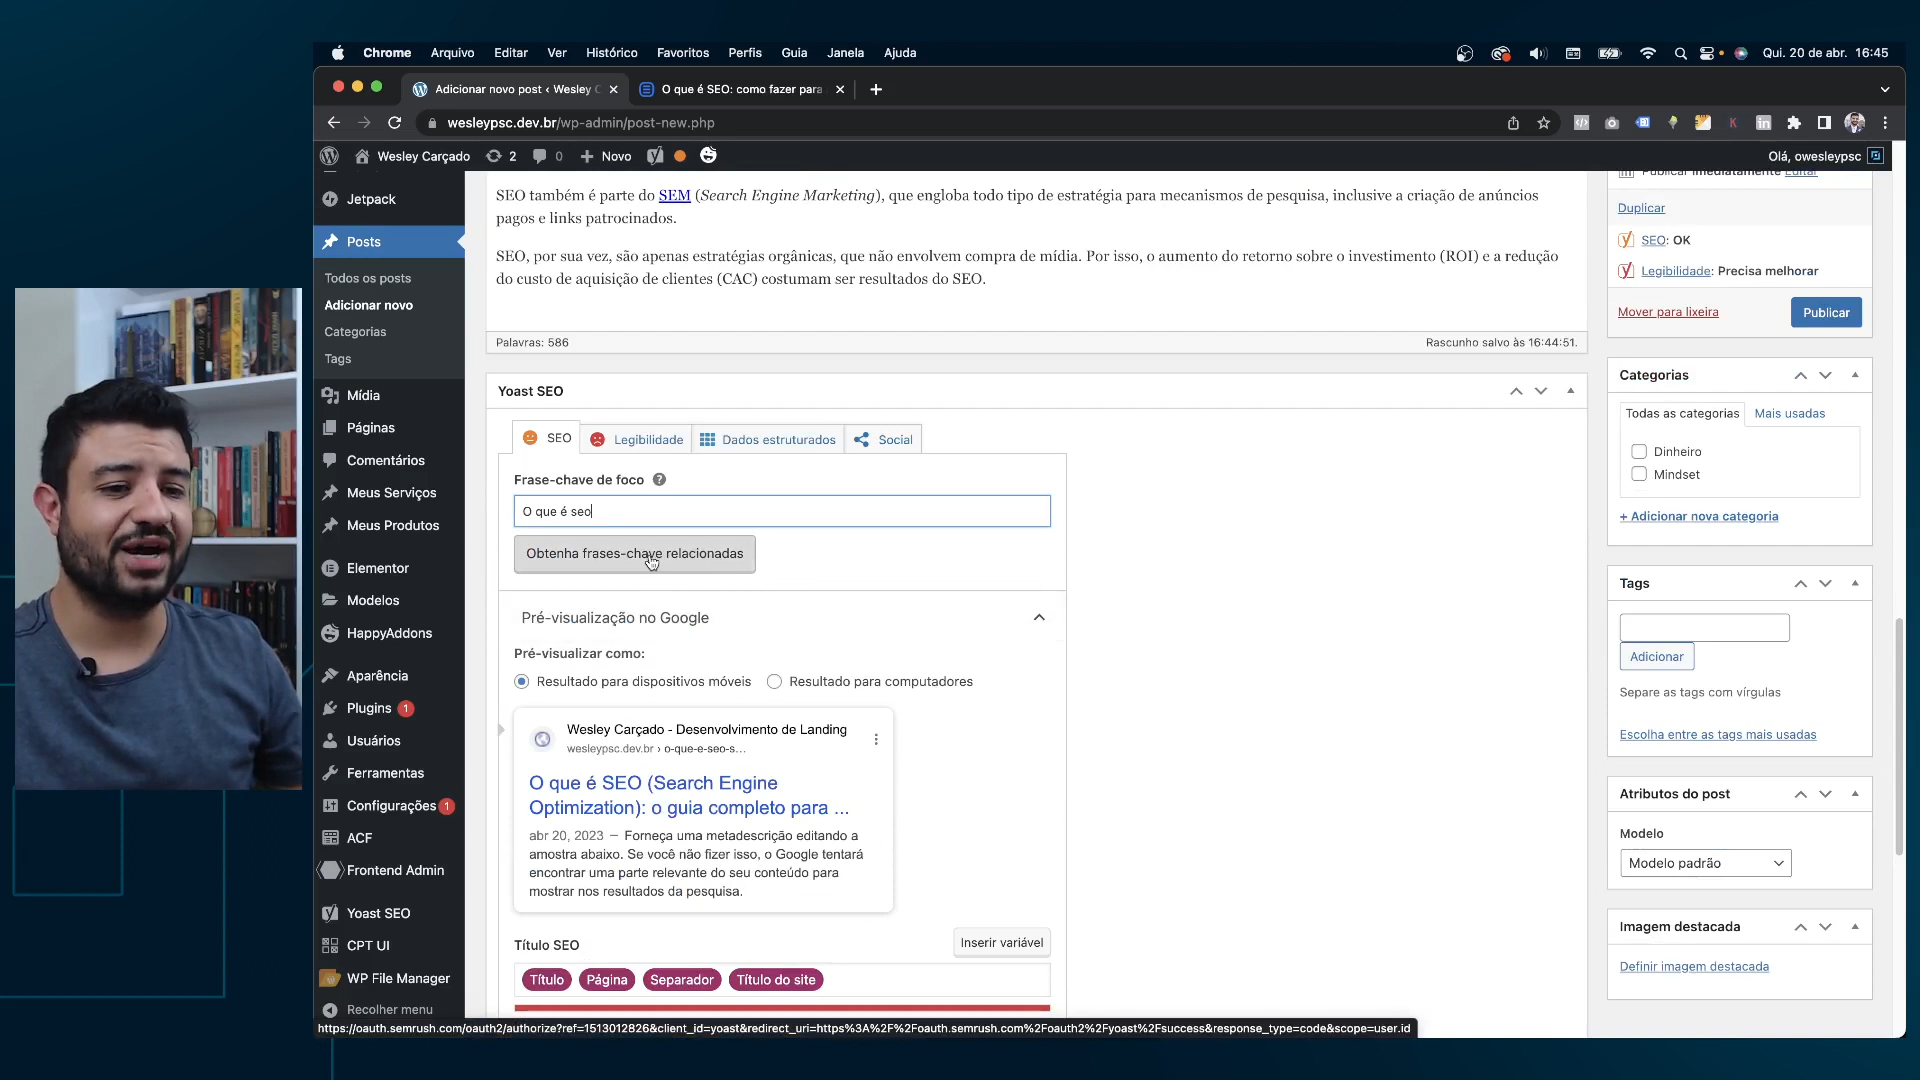 Chrome Arquivo Editar Ver Histórico Favoritos Perfis Guia Janela Ajuda
Qui. 20 de abr. 16:45
Adicionar novo post ‹ Wesley C
O que é SEO: como fazer para
wesleypsc.dev.br/wp-admin/post-new.php
Wesley Carçado 2 0 Novo
Olá, owesleypsc
Jetpack
Posts
Todos os posts
Adicionar novo
Categorias
Tags
Mídia
Páginas
Comentários
Meus Serviços
Meus Produtos
Elementor
Modelos
HappyAddons
Aparência
Plugins 1
Usuários
Ferramentas
Configurações 1
ACF
Frontend Admin
Yoast SEO
CPT UI
WP File Manager
Recolher menu
SEO também é parte do SEM (Search Engine Marketing), que engloba todo tipo de estratégia para mecanismos de pesquisa, inclusive a criação de anúncios
pagos e links patrocinados.
SEO, por sua vez, são apenas estratégias orgânicas, que não envolvem compra de mídia. Por isso, o aumento do retorno sobre o investimento (ROI) e a redução
do custo de aquisição de clientes (CAC) costumam ser resultados do SEO.
Palavras: 586
Rascunho salvo às 16:44:51.
Yoast SEO
SEO Legibilidade Dados estruturados Social
Frase-chave de foco ?
O que é seo
Obtenha frases-chave relacionadas
Pré-visualização no Google
Pré-visualizar como:
Resultado para dispositivos móveis Resultado para computadores
Wesley Carçado - Desenvolvimento de Landing
wesleypsc.dev.br › o-que-e-seo-s...
O que é SEO (Search Engine
Optimization): o guia completo para ...
abr 20, 2023 － Forneça uma metadescrição editando a
amostra abaixo. Se você não fizer isso, o Google tentará
encontrar uma parte relevante do seu conteúdo para
mostrar nos resultados da pesquisa.
Título SEO
Inserir variável
Título Página Separador Título do site
Publicar imediatamente Editar
Duplicar
SEO: OK
Legibilidade: Precisa melhorar
Mover para lixeira
Publicar
Categorias
Todas as categorias Mais usadas
Dinheiro
Mindset
+ Adicionar nova categoria
Tags
Adicionar
Separe as tags com vírgulas
Escolha entre as tags mais usadas
Atributos do post
Modelo
Modelo padrão
Imagem destacada
Definir imagem destacada
https://oauth.semrush.com/oauth2/authorize?ref=1513012826&client_id=yoast&redirect_uri=https%3A%2F%2Foauth.semrush.com%2Foauth2%2Fyoast%2Fsuccess&response_type=code&scope=user.id